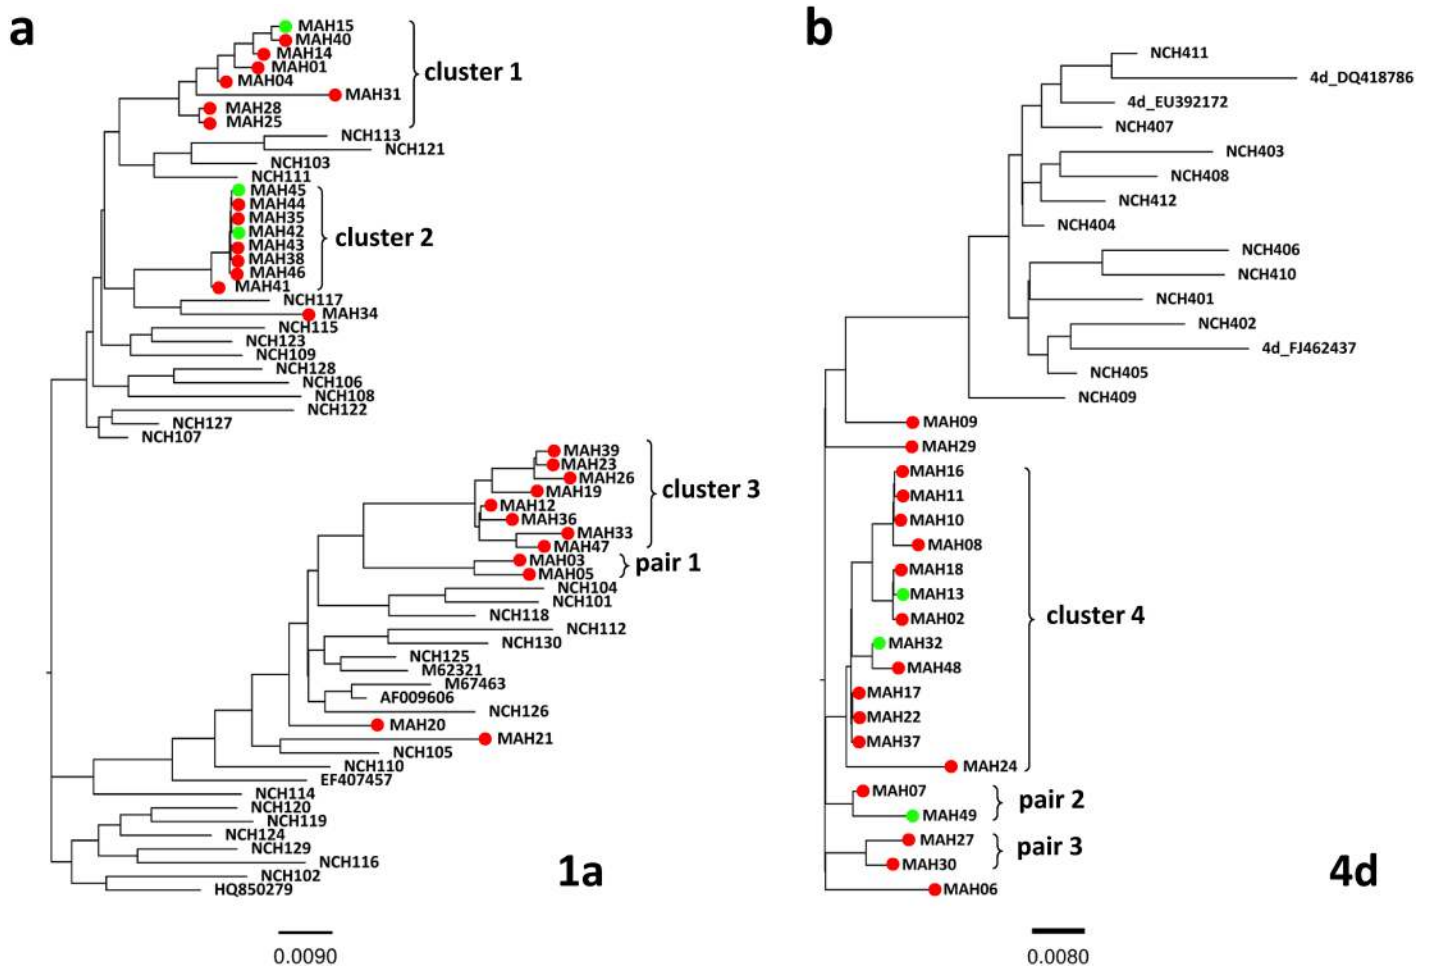 a
MAH15
MAH40
MAH14
MAH01
MAH04
MAH31
MAH28
MAH25
cluster 1
NCH113
NCH121
NCH103
NCH111
MAH45
MAH44
MAH35
MAH42
MAH43
MAH38
MAH46
MAH41
cluster 2
NCH117
MAH34
NCH115
NCH123
NCH109
NCH128
NCH106
NCH108
NCH122
NCH127
NCH107
MAH39
MAH23
MAH26
MAH19
MAH12
MAH36
MAH33
MAH47
cluster 3
MAH03
MAH05
pair 1
NCH104
NCH101
NCH118
NCH112
NCH130
NCH125
M62321
M67463
AF009606
NCH126
MAH20
MAH21
NCH105
NCH110
EF407457
NCH114
NCH120
NCH119
NCH124
NCH129
NCH116
NCH102
HQ850279
1a
0.0090
b
NCH411
4d_DQ418786
4d_EU392172
NCH407
NCH403
NCH408
NCH412
NCH404
NCH406
NCH410
NCH401
NCH402
4d_FJ462437
NCH405
NCH409
MAH09
MAH29
MAH16
MAH11
MAH10
MAH08
MAH18
MAH13
MAH02
MAH32
MAH48
MAH17
MAH22
MAH37
MAH24
cluster 4
MAH07
MAH49
pair 2
MAH27
MAH30
pair 3
MAH06
4d
0.0080